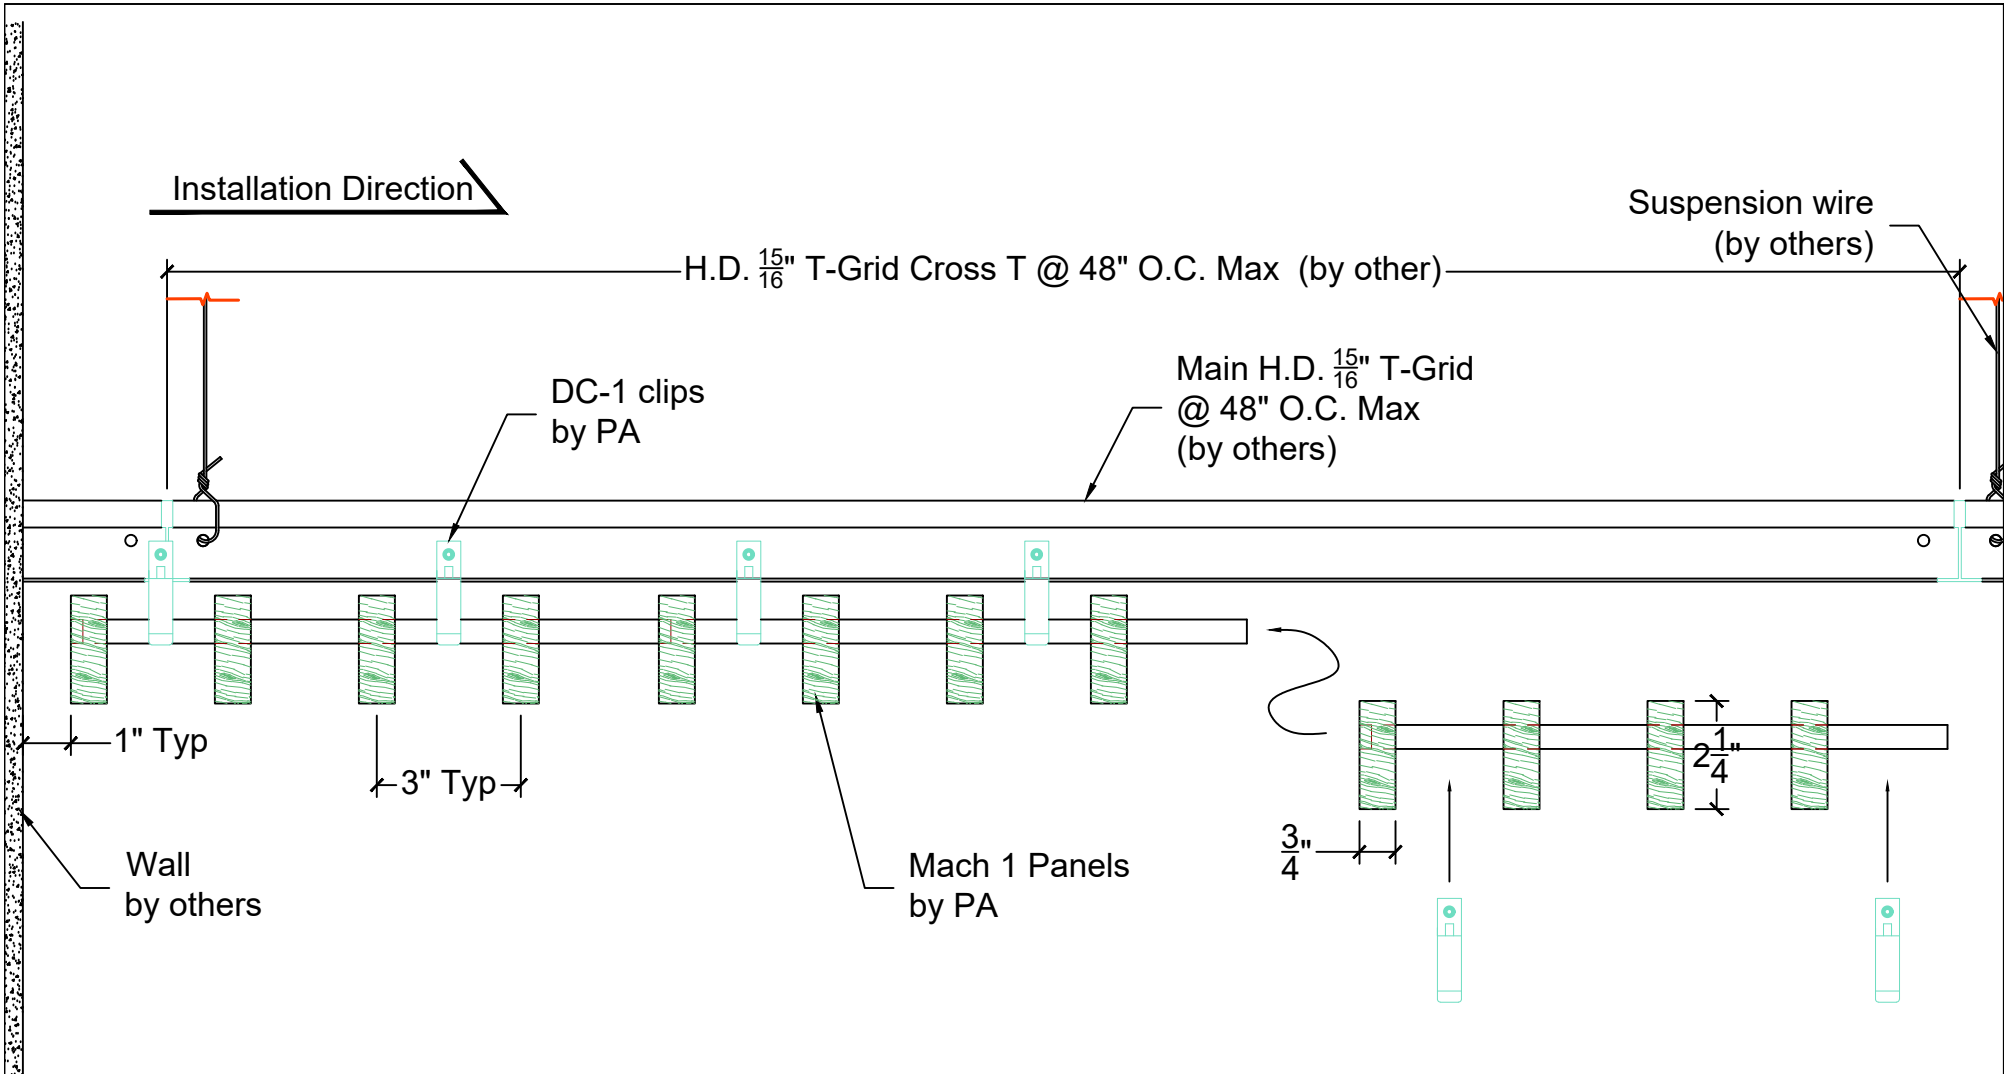 Installation Direction
Suspension wire
(by others)
H.D. 15/16" T-Grid Cross T @ 48" O.C. Max (by other)
Main H.D. 15/16" T-Grid
@ 48" O.C. Max
(by others)
DC-1 clips
by PA
1" Typ
3" Typ
2 1/4"
3/4"
Wall
by others
Mach 1 Panels
by PA